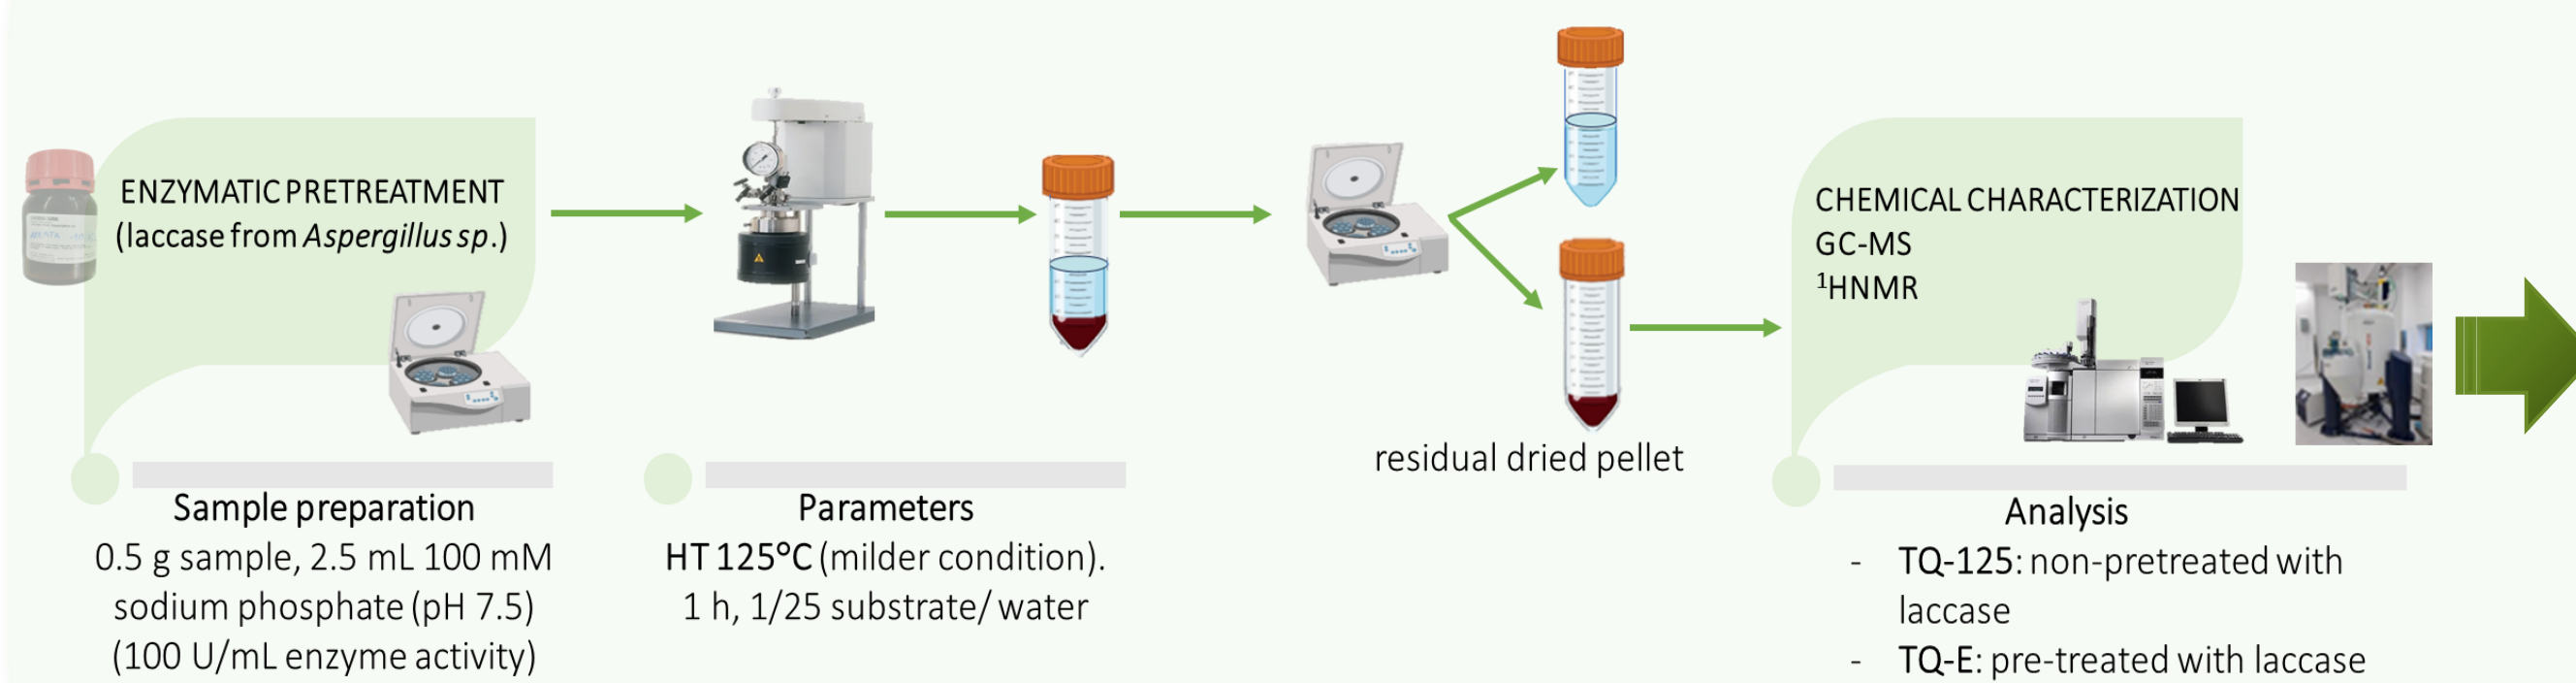 ENZYMATIC PRETREATMENT
(laccase from Aspergillus sp.)
Sample preparation
0.5 g sample, 2.5 mL 100 mM
sodium phosphate (pH 7.5)
(100 U/mL enzyme activity)
Parameters
HT 125°C (milder condition).
1 h, 1/25 substrate/ water
residual dried pellet
CHEMICAL CHARACTERIZATION
GC-MS
¹HNMR
Analysis
- TQ-125: non-pretreated with
laccase
- TQ-E: pre-treated with laccase